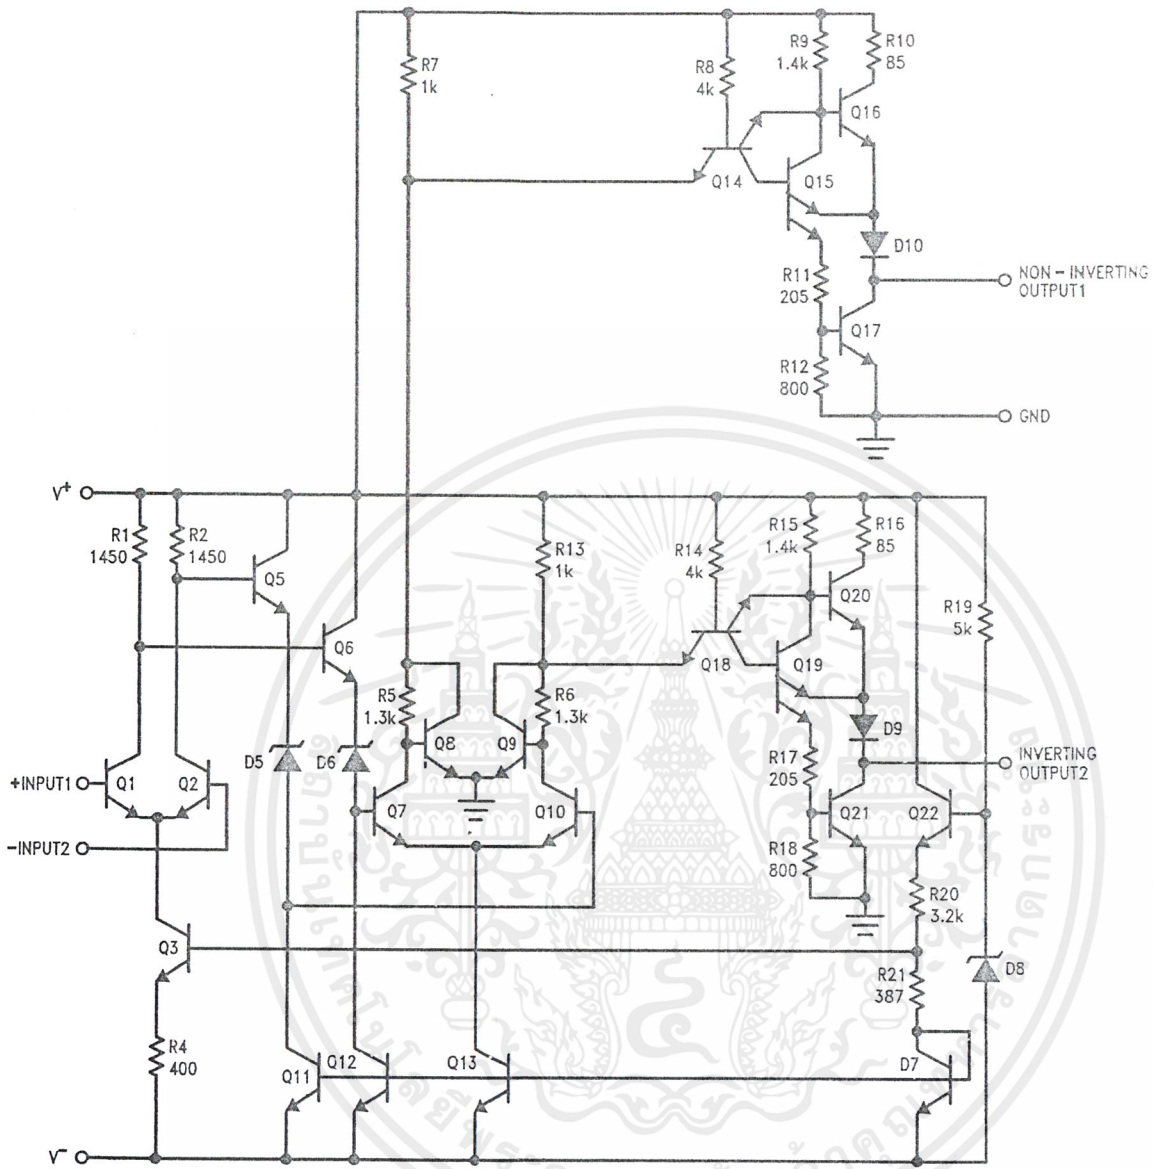 R7
1k
R8
4k
R9
1.4k
R10
85
Q16
Q14
Q15
D10
R11
205
NON-INVERTING
OUTPUT1
Q17
R12
800
GND
V+
R1
1450
R2
1450
Q5
Q6
R13
1k
R14
4k
R15
1.4k
R16
85
Q20
R19
5k
Q18
Q19
R5
1.3k
R6
1.3k
Q8
Q9
D9
D5
D6
R17
205
INVERTING
OUTPUT2
+INPUT1
Q1
Q2
Q7
Q10
Q21
Q22
-INPUT2
R18
800
R20
3.2k
Q3
R21
387
D8
R4
400
Q11
Q12
Q13
D7
V-